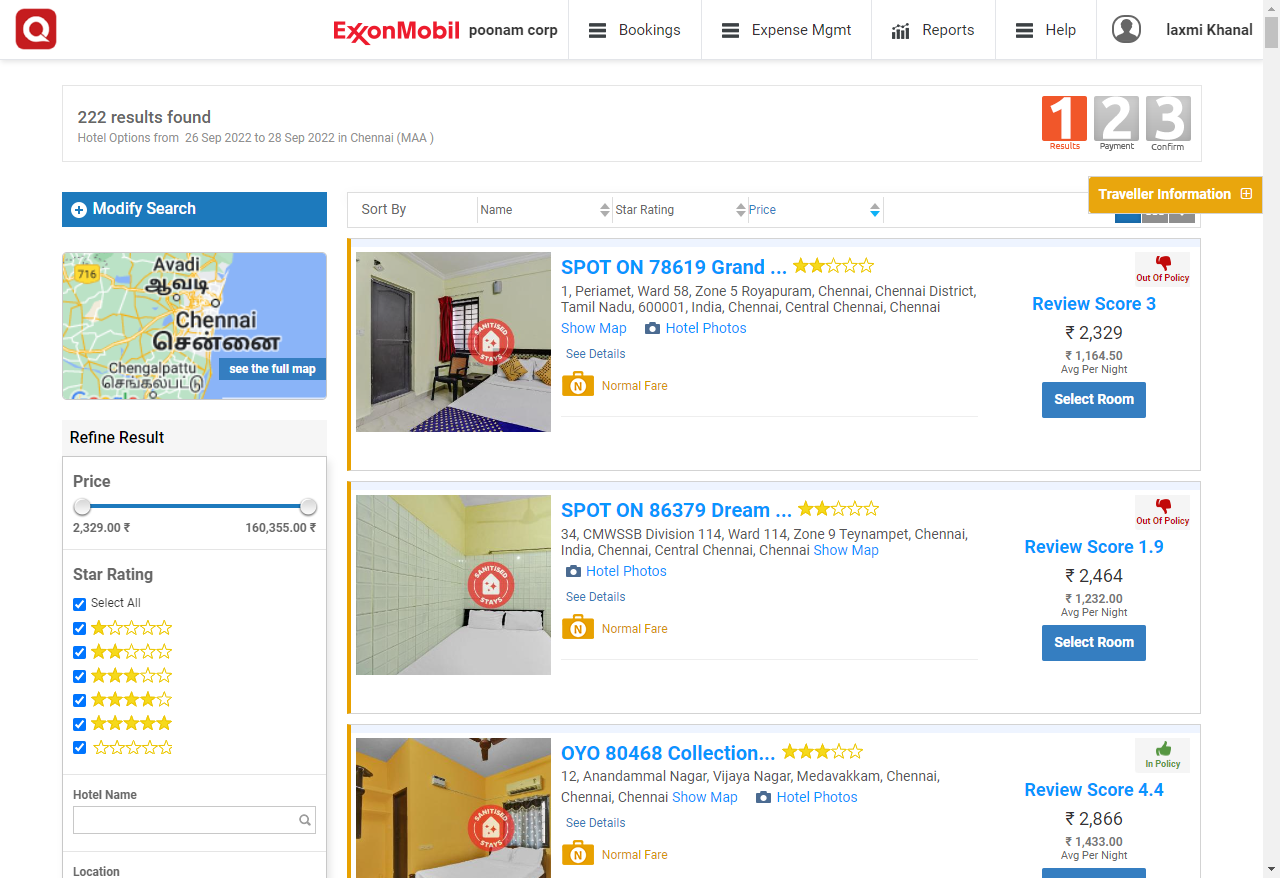 Q
ExxonMobil poonam corp Bookings Expense Mgmt Reports Help laxmi Khanal
222 results found
Hotel Options from 26 Sep 2022 to 28 Sep 2022 in Chennai (MAA )
1 2 3
Results Payment Confirm
Traveller Information
Modify Search
Sort By Name Star Rating Price
716
Avadi
ஆவடி
Chennai
சென்னை
Chengalpattu
செங்கல்பட்டு
see the full map
Refine Result
Price
2,329.00 ₹ 160,355.00 ₹
Star Rating
Select All
Hotel Name
Location
SPOT ON 78619 Grand ...
1, Periamet, Ward 58, Zone 5 Royapuram, Chennai, Chennai District,
Tamil Nadu, 600001, India, Chennai, Central Chennai, Chennai
Show Map Hotel Photos
See Details
N Normal Fare
SANITISED STAYS
Out Of Policy
Review Score 3
₹ 2,329
₹ 1,164.50
Avg Per Night
Select Room
SPOT ON 86379 Dream ...
34, CMWSSB Division 114, Ward 114, Zone 9 Teynampet, Chennai,
India, Chennai, Central Chennai, Chennai Show Map
Hotel Photos
See Details
N Normal Fare
SANITISED STAYS
Out Of Policy
Review Score 1.9
₹ 2,464
₹ 1,232.00
Avg Per Night
Select Room
OYO 80468 Collection...
12, Anandammal Nagar, Vijaya Nagar, Medavakkam, Chennai,
Chennai, Chennai Show Map Hotel Photos
See Details
N Normal Fare
SANITISED STAYS
In Policy
Review Score 4.4
₹ 2,866
₹ 1,433.00
Avg Per Night